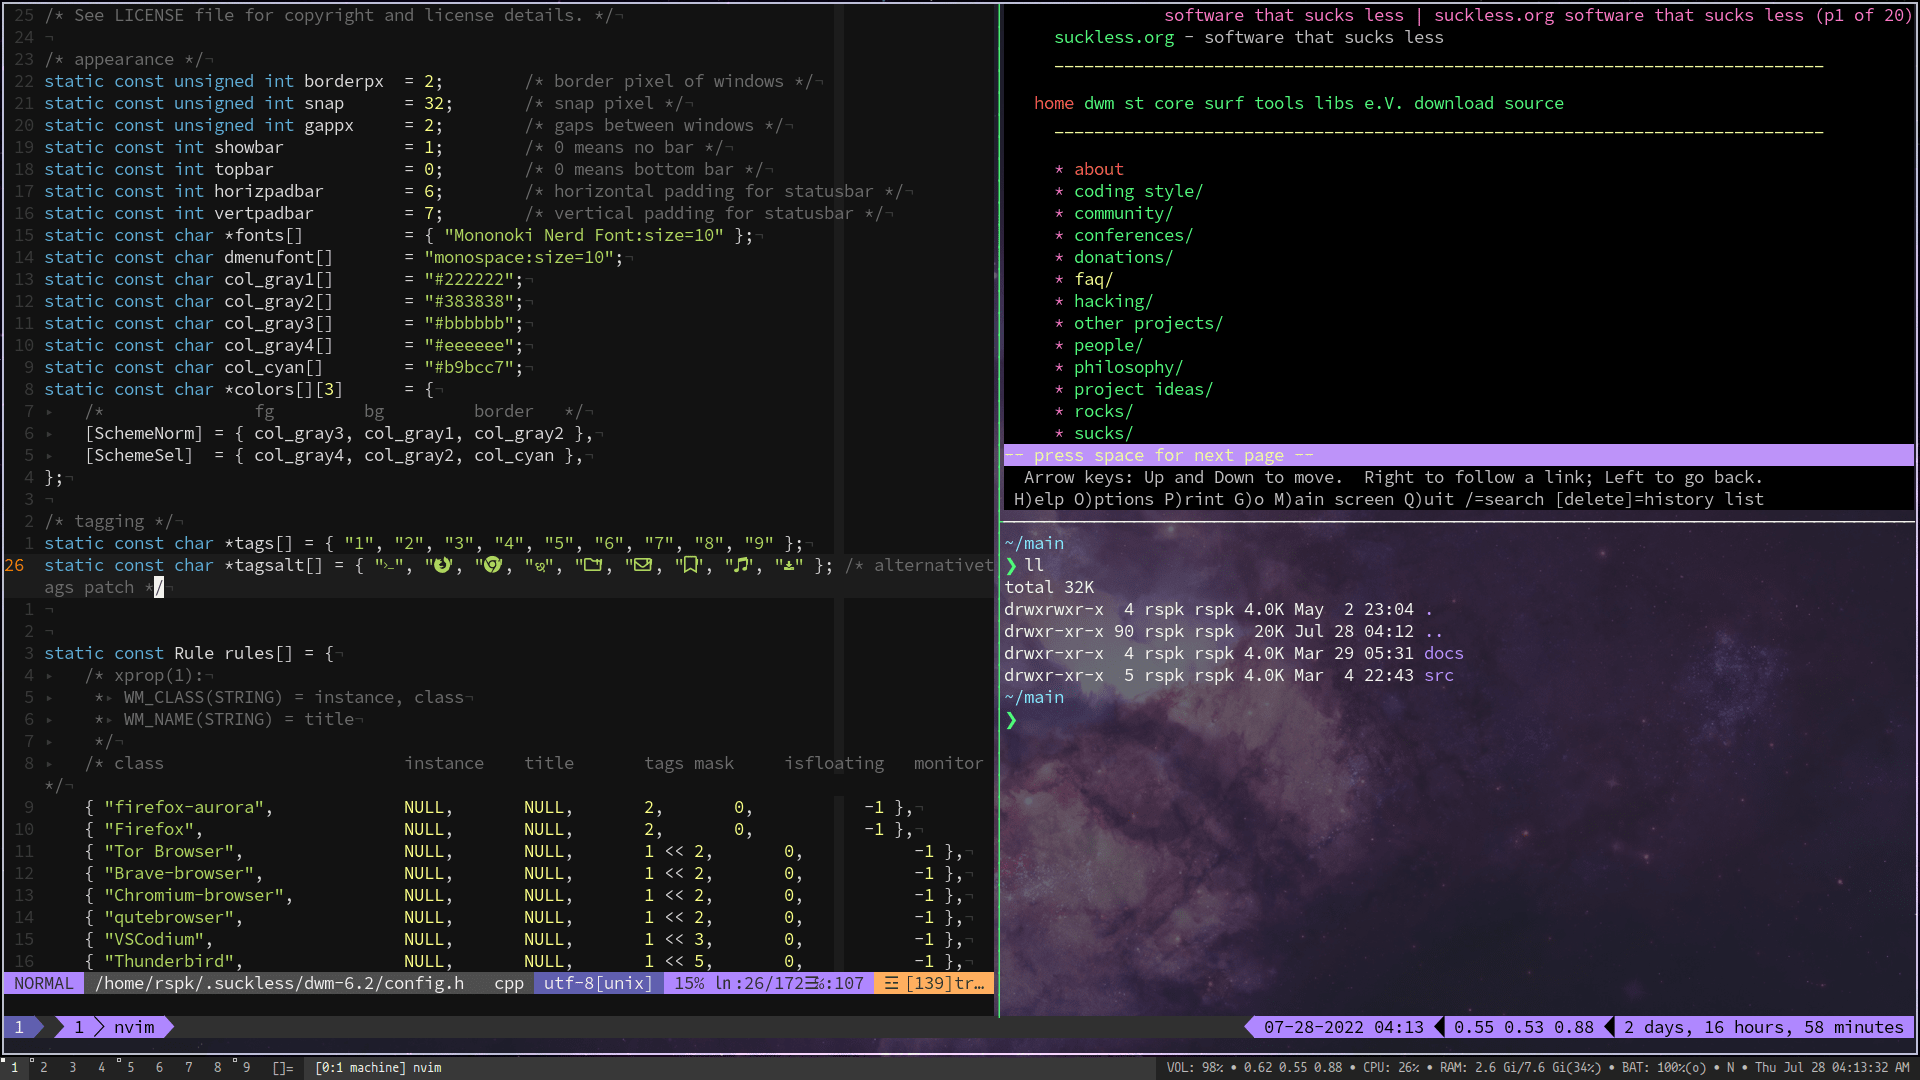 25 /* See LICENSE file for copyright and license details. */¬
24 ¬
23 /* appearance */¬
22 static const unsigned int borderpx  = 2;        /* border pixel of windows */¬
21 static const unsigned int snap      = 32;       /* snap pixel */¬
20 static const unsigned int gappx     = 2;        /* gaps between windows */¬
19 static const int showbar            = 1;        /* 0 means no bar */¬
18 static const int topbar             = 0;        /* 0 means bottom bar */¬
17 static const int horizpadbar        = 6;        /* horizontal padding for statusbar */¬
16 static const int vertpadbar         = 7;        /* vertical padding for statusbar */¬
15 static const char *fonts[]          = { "Mononoki Nerd Font:size=10" };¬
14 static const char dmenufont[]       = "monospace:size=10";¬
13 static const char col_gray1[]       = "#222222";¬
12 static const char col_gray2[]       = "#383838";¬
11 static const char col_gray3[]       = "#bbbbbb";¬
10 static const char col_gray4[]       = "#eeeeee";¬
9 static const char col_cyan[]        = "#b9bcc7";¬
8 static const char *colors[][3]      = {¬
7 ▸   /*               fg         bg         border   */¬
6 ▸   [SchemeNorm] = { col_gray3, col_gray1, col_gray2 },¬
5 ▸   [SchemeSel]  = { col_gray4, col_gray2, col_cyan },¬
4 };¬
3 ¬
2 /* tagging */¬
1 static const char *tags[] = { "1", "2", "3", "4", "5", "6", "7", "8", "9" };¬
26 static const char *tagsalt[] = { "", "", "", "", "", "", "", "", "" }; /* alternativet
ags patch */¬
1 ¬
2 ¬
3 static const Rule rules[] = {¬
4 ▸   /* xprop(1):¬
5 ▸    *▸ WM_CLASS(STRING) = instance, class¬
6 ▸    *▸ WM_NAME(STRING) = title¬
7 ▸    */¬
8 ▸   /* class                        instance    title       tags mask     isfloating   monitor
*/¬
9     { "firefox-aurora",              NULL,       NULL,       2,       0,           -1 },¬
10     { "Firefox",                    NULL,       NULL,       2,       0,           -1 },¬
11     { "Tor Browser",                NULL,       NULL,       1 << 2,       0,           -1 },¬
12     { "Brave-browser",              NULL,       NULL,       1 << 2,       0,           -1 },¬
13     { "Chromium-browser",           NULL,       NULL,       1 << 2,       0,           -1 },¬
14     { "qutebrowser",                NULL,       NULL,       1 << 2,       0,           -1 },¬
15     { "VSCodium",                   NULL,       NULL,       1 << 3,       0,           -1 },¬
16     { "Thunderbird",                NULL,       NULL,       1 << 5,       0,           -1 },¬
NORMAL /home/rspk/.suckless/dwm-6.2/config.h   cpp   utf-8[unix]   15% ln:26/172☰%:107   ☲ [139]tr…
software that sucks less | suckless.org software that sucks less (p1 of 20)
suckless.org - software that sucks less
home dwm st core surf tools libs e.V. download source
* about
* coding style/
* community/
* conferences/
* donations/
* faq/
* hacking/
* other projects/
* people/
* philosophy/
* project ideas/
* rocks/
* sucks/
-- press space for next page --
Arrow keys: Up and Down to move.  Right to follow a link; Left to go back.
H)elp O)ptions P)rint G)o M)ain screen Q)uit /=search [delete]=history list
~/main
❯ ll
total 32K
drwxrwxr-x  4 rspk rspk 4.0K May  2 23:04 .
drwxr-xr-x 90 rspk rspk  20K Jul 28 04:12 ..
drwxr-xr-x  4 rspk rspk 4.0K Mar 29 05:31 docs
drwxr-xr-x  5 rspk rspk 4.0K Mar  4 22:43 src
~/main
❯
1   1   nvim   07-28-2022 04:13   0.55 0.53 0.88   2 days, 16 hours, 58 minutes
1 2 3 4 5 6 7 8 9 []= [0:1 machine] nvim   VOL: 98% • 0.62 0.55 0.88 • CPU: 26% • RAM: 2.6 Gi/7.6 Gi(34%) • BAT: 100%(o) • N • Thu Jul 28 04:13:32 AM